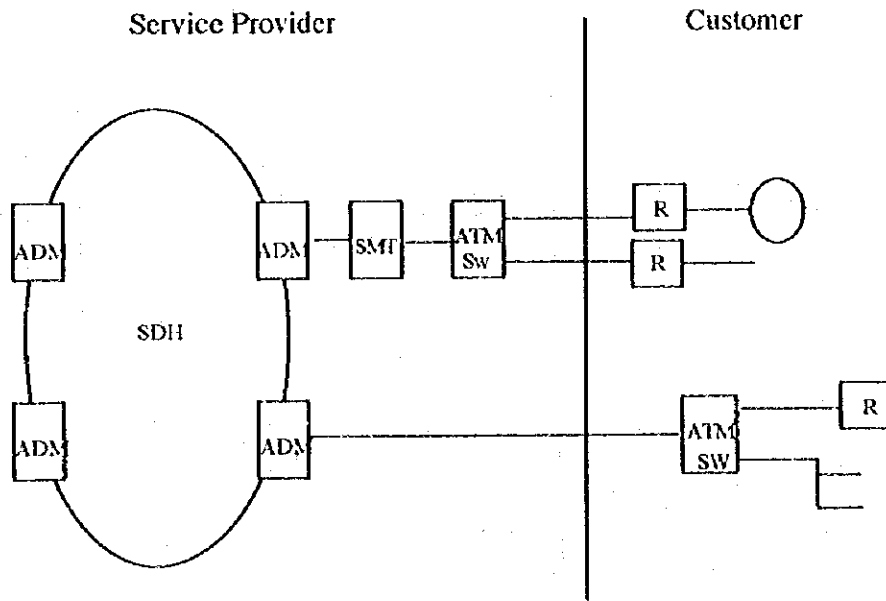 Service Provider
Customer
ADM
ADM
SMT
ATM
Sw
R
R
SDH
ADM
ADM
ATM
SW
R